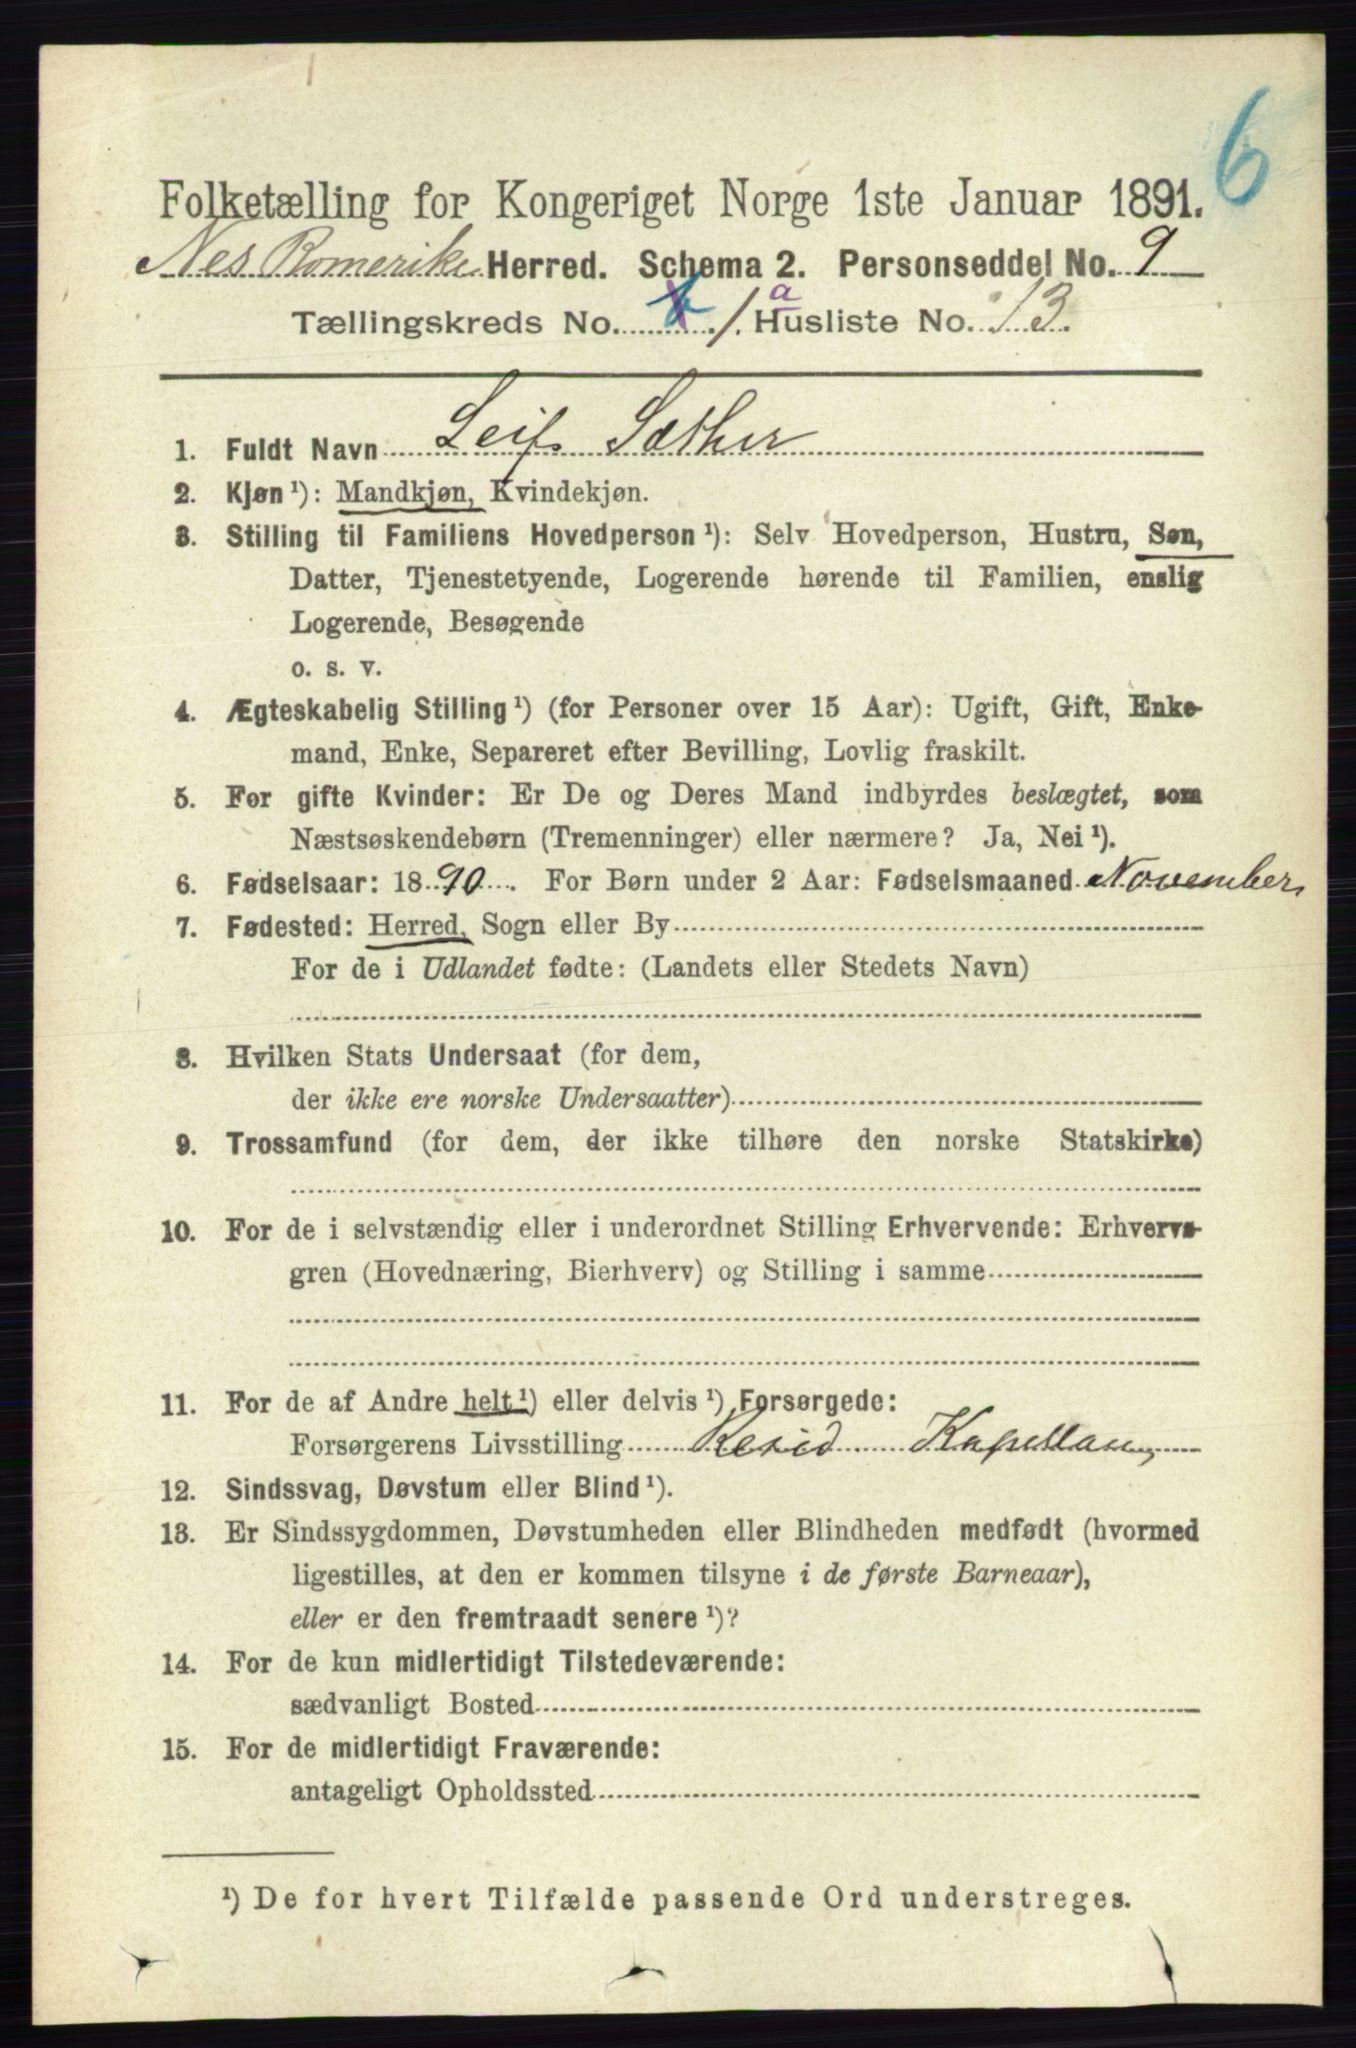 6
Folketælling for Kongeriget Norge 1ste Januar 1891.
Nes Romerike Herred. Schema 2. Personseddel No. 9
Tællingskreds No. 1. a Husliste No. 13.
1. Fuldt Navn Leif Sæther
2. Kjøn ¹): Mandkjøn, Kvindekjøn.
3. Stilling til Familiens Hovedperson ¹): Selv Hovedperson, Hustru, Søn,
Datter, Tjenestetyende, Logerende hørende til Familien, enslig
Logerende, Besøgende
o. s. v.
4. Ægteskabelig Stilling ¹) (for Personer over 15 Aar): Ugift, Gift, Enke-
mand, Enke, Separeret efter Bevilling, Lovlig fraskilt.
5. For gifte Kvinder: Er De og Deres Mand indbyrdes beslægtet, som
Næstsøskendebørn (Tremenninger) eller nærmere? Ja, Nei ¹).
6. Fødselsaar: 1890. For Børn under 2 Aar: Fødselsmaaned November
7. Fødested: Herred, Sogn eller By
For de i Udlandet fødte: (Landets eller Stedets Navn)
8. Hvilken Stats Undersaat (for dem,
der ikke ere norske Undersaatter)
9. Trossamfund (for dem, der ikke tilhøre den norske Statskirke)
10. For de i selvstændig eller i underordnet Stilling Erhvervende: Erhvervs-
gren (Hovednæring, Bierhverv) og Stilling i samme
11. For de af Andre helt ¹) eller delvis ¹) Forsørgede:
Forsørgerens Livsstilling Resid Kapellan
12. Sindssvag, Døvstum eller Blind ¹).
13. Er Sindssygdommen, Døvstumheden eller Blindheden medfødt (hvormed
ligestilles, at den er kommen tilsyne i de første Barneaar),
eller er den fremtraadt senere ¹)?
14. For de kun midlertidigt Tilstedeværende:
sædvanligt Bosted
15. For de midlertidigt Fraværende:
antageligt Opholdssted
¹) De for hvert Tilfælde passende Ord understreges.